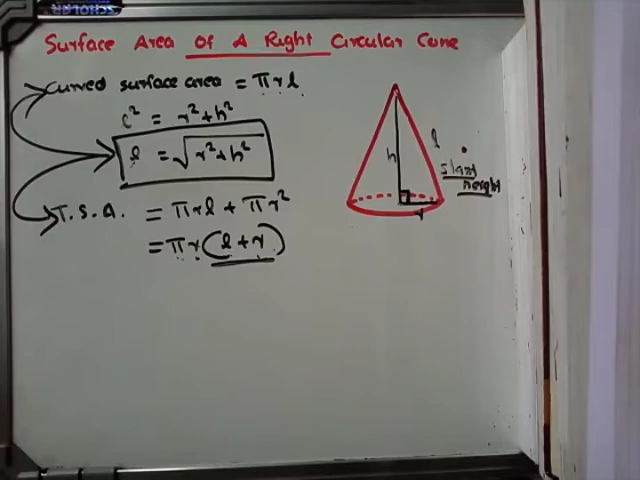 SCHOLAR
Surface Area Of A Right Circular Cone
Curved surface area = πrl
l² = r²+h²
l = √r²+h²
T.S.A. = πrl + πr²
= πr(l+r)
h
l
slant
height
r